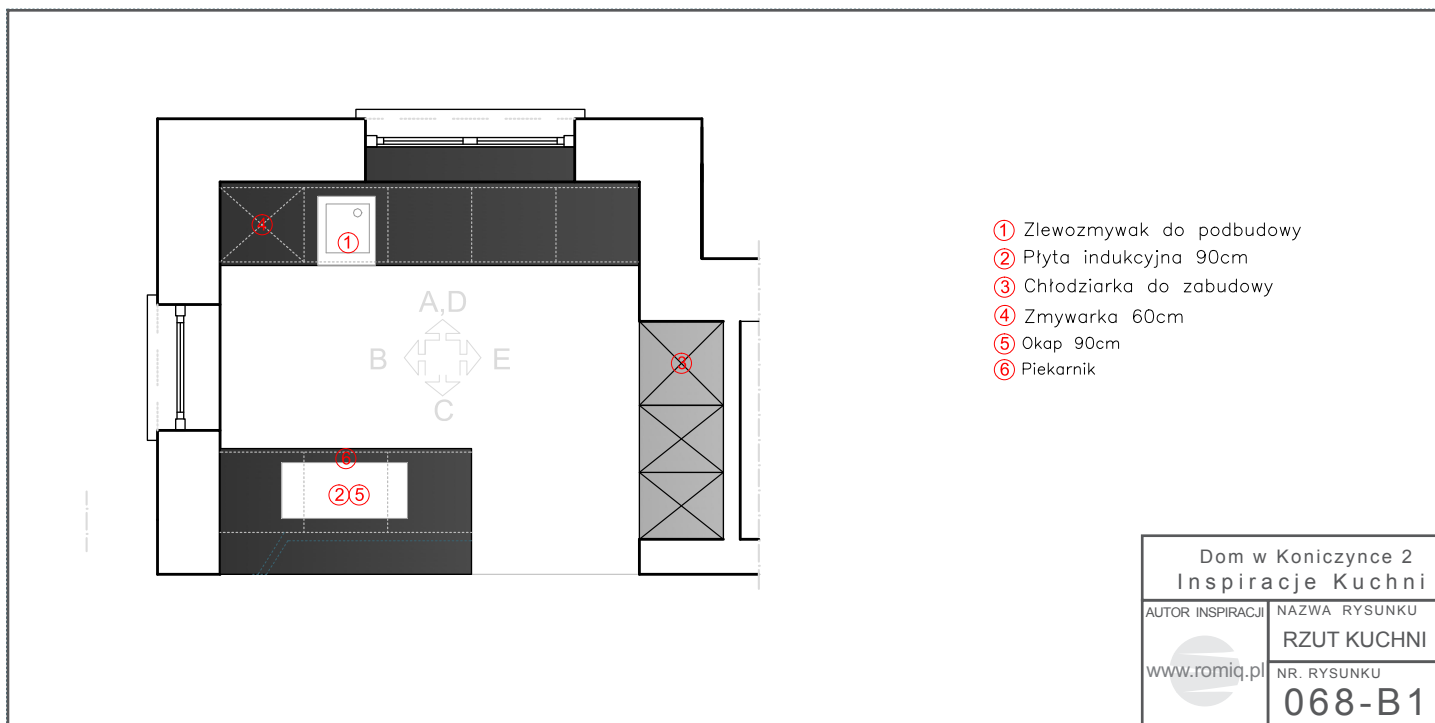 4
1
A,D
B
E
C
3
6
2 5
1 Zlewozmywak do podbudowy
2 Płyta indukcyjna 90cm
3 Chłodziarka do zabudowy
4 Zmywarka 60cm
5 Okap 90cm
6 Piekarnik
Dom w Koniczynce 2
Inspiracje Kuchni
AUTOR INSPIRACJI
www.romiq.pl
NAZWA RYSUNKU
RZUT KUCHNI
NR. RYSUNKU
068-B1